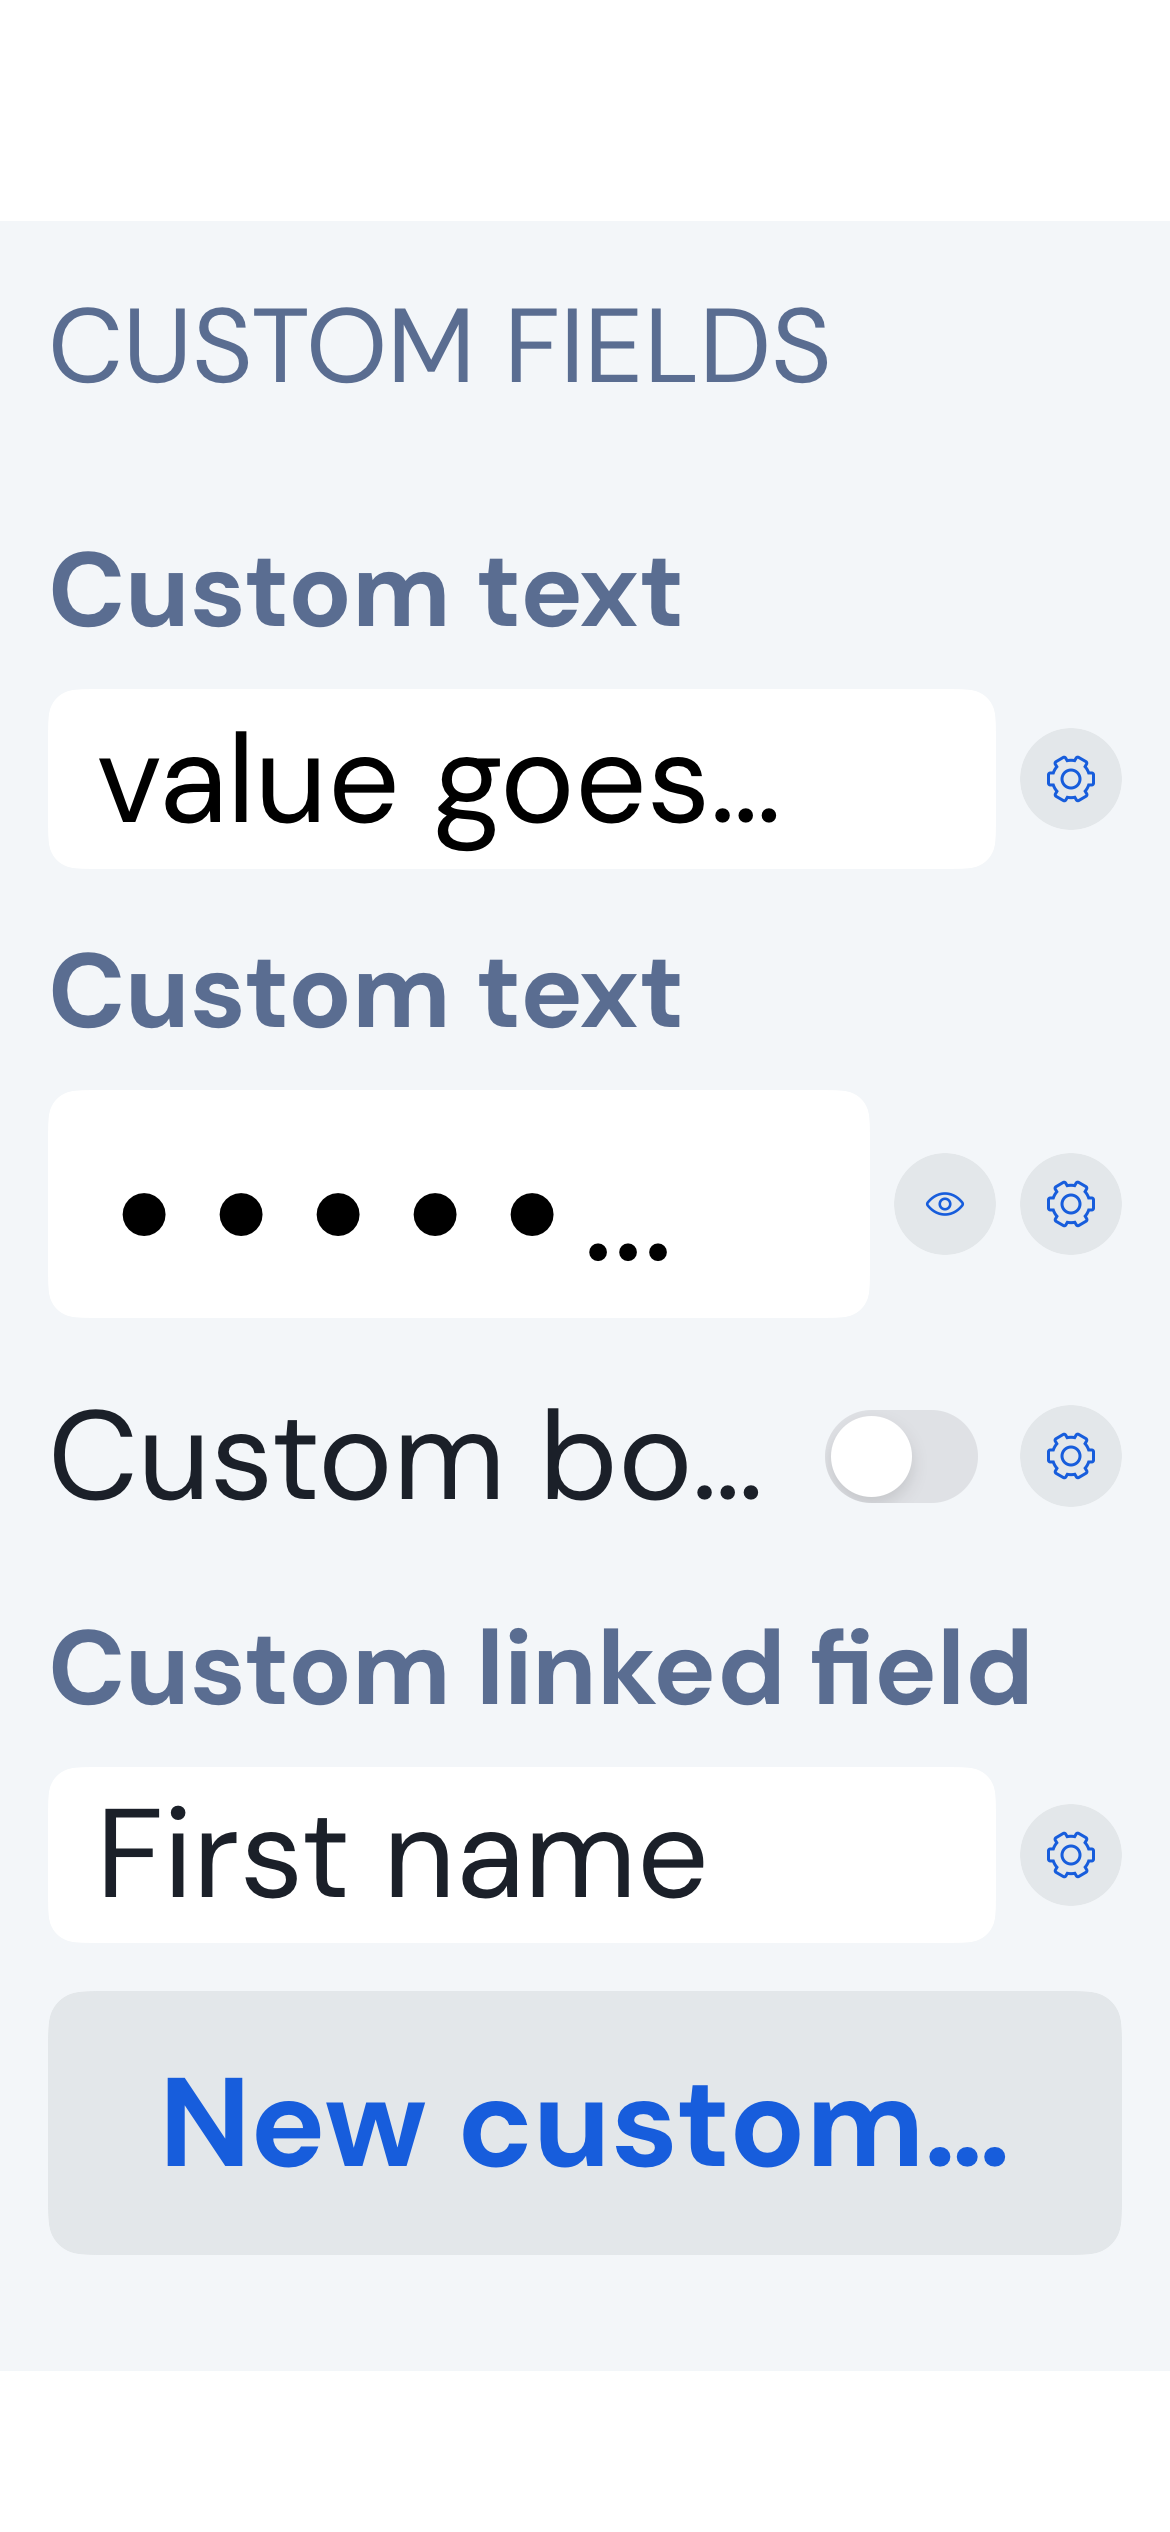 CUSTOM FIELDS
Custom text
value goes...
Custom text
•••••...
Custom bo...
Custom linked field
First name
New custom...